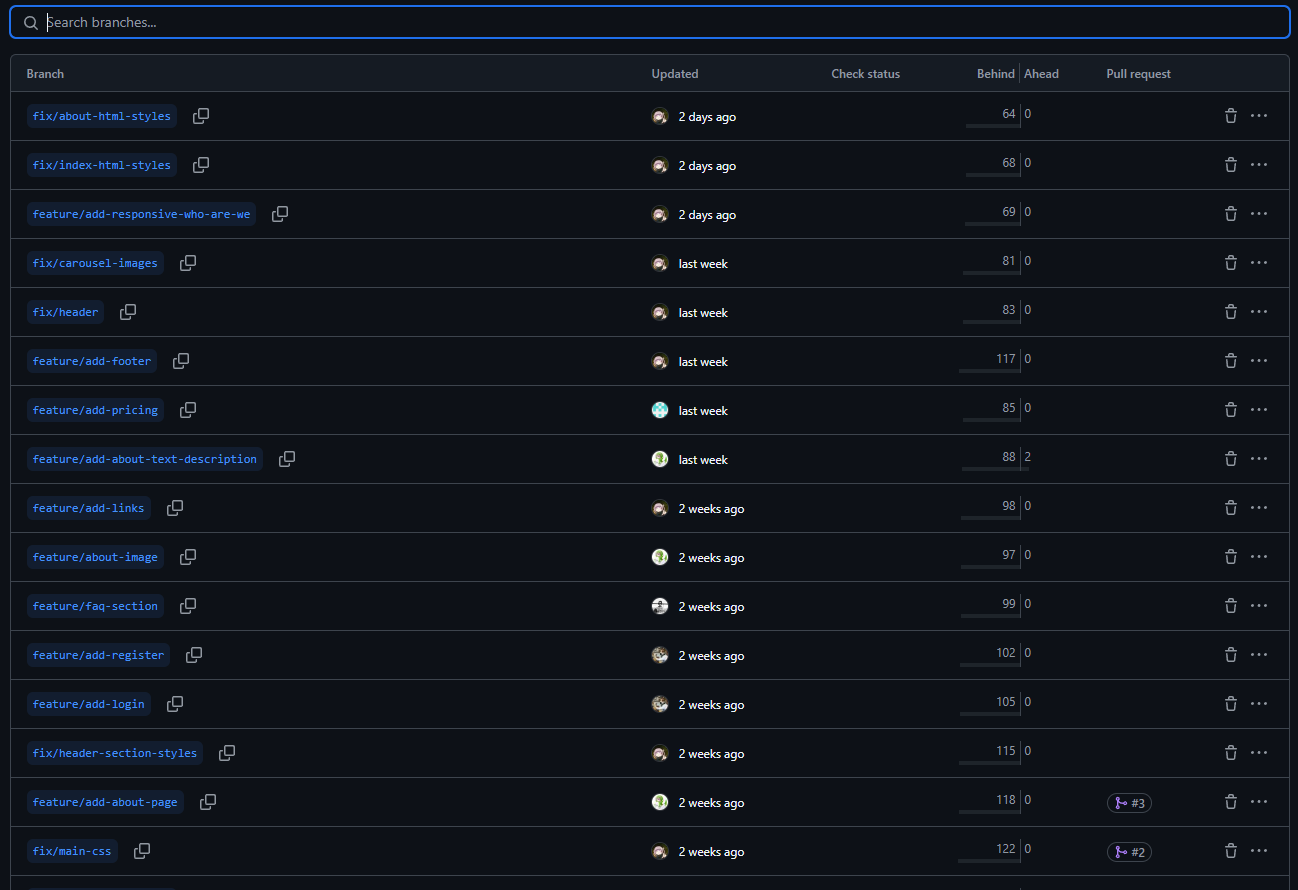 Search branches...
Branch Updated Check status Behind Ahead Pull request
fix/about-html-styles 2 days ago 64 0
fix/index-html-styles 2 days ago 68 0
feature/add-responsive-who-are-we 2 days ago 69 0
fix/carousel-images last week 81 0
fix/header last week 83 0
feature/add-footer last week 117 0
feature/add-pricing last week 85 0
feature/add-about-text-description last week 88 2
feature/add-links 2 weeks ago 98 0
feature/about-image 2 weeks ago 97 0
feature/faq-section 2 weeks ago 99 0
feature/add-register 2 weeks ago 102 0
feature/add-login 2 weeks ago 105 0
fix/header-section-styles 2 weeks ago 115 0
feature/add-about-page 2 weeks ago 118 0 #3
fix/main-css 2 weeks ago 122 0 #2